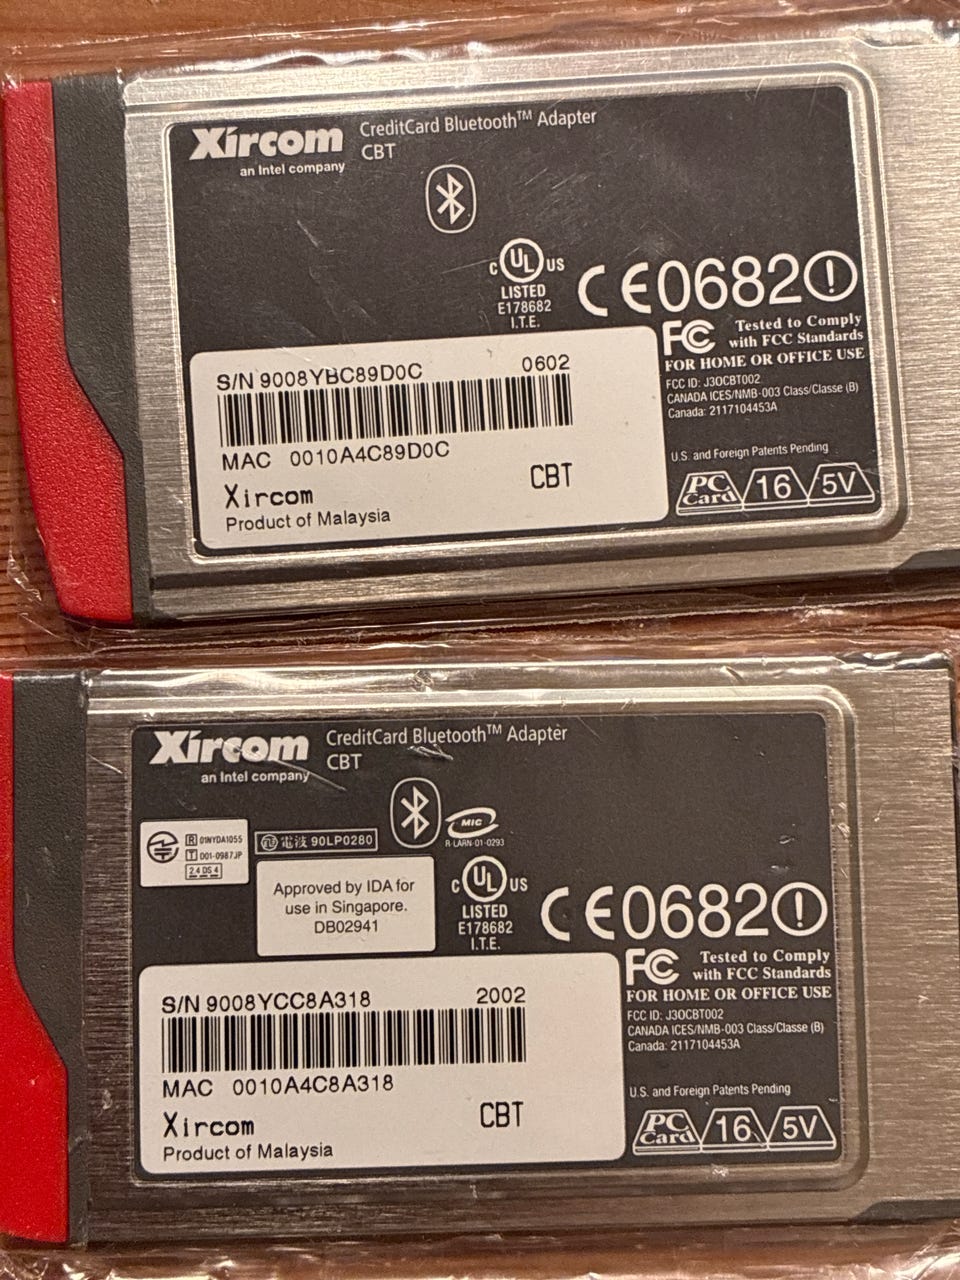 Xircom
an Intel company
CreditCard Bluetooth™ Adapter
CBT
C UL US
LISTED
E178682
I.T.E.
CE0682
FC Tested to Comply
with FCC Standards
FOR HOME OR OFFICE USE
FCC ID: J3OCBT002
CANADA ICES/NMB-003 Class/Classe (B)
Canada: 2117104453A
U.S. and Foreign Patents Pending
PC Card 16 5V
S/N 9008YBC89D0C 0602
MAC 0010A4C89D0C
Xircom CBT
Product of Malaysia
Xircom
an Intel company
CreditCard Bluetooth™ Adapter
CBT
R 01NYDA1055
T D01-0987JP
2.4 DS 4
電波 90LP0280
MIC
R-LARN-01-0293
Approved by IDA for
use in Singapore.
DB02941
C UL US
LISTED
E178682
I.T.E.
CE0682
FC Tested to Comply
with FCC Standards
FOR HOME OR OFFICE USE
FCC ID: J3OCBT002
CANADA ICES/NMB-003 Class/Classe (B)
Canada: 2117104453A
U.S. and Foreign Patents Pending
PC Card 16 5V
S/N 9008YCC8A318 2002
MAC 0010A4C8A318
Xircom CBT
Product of Malaysia